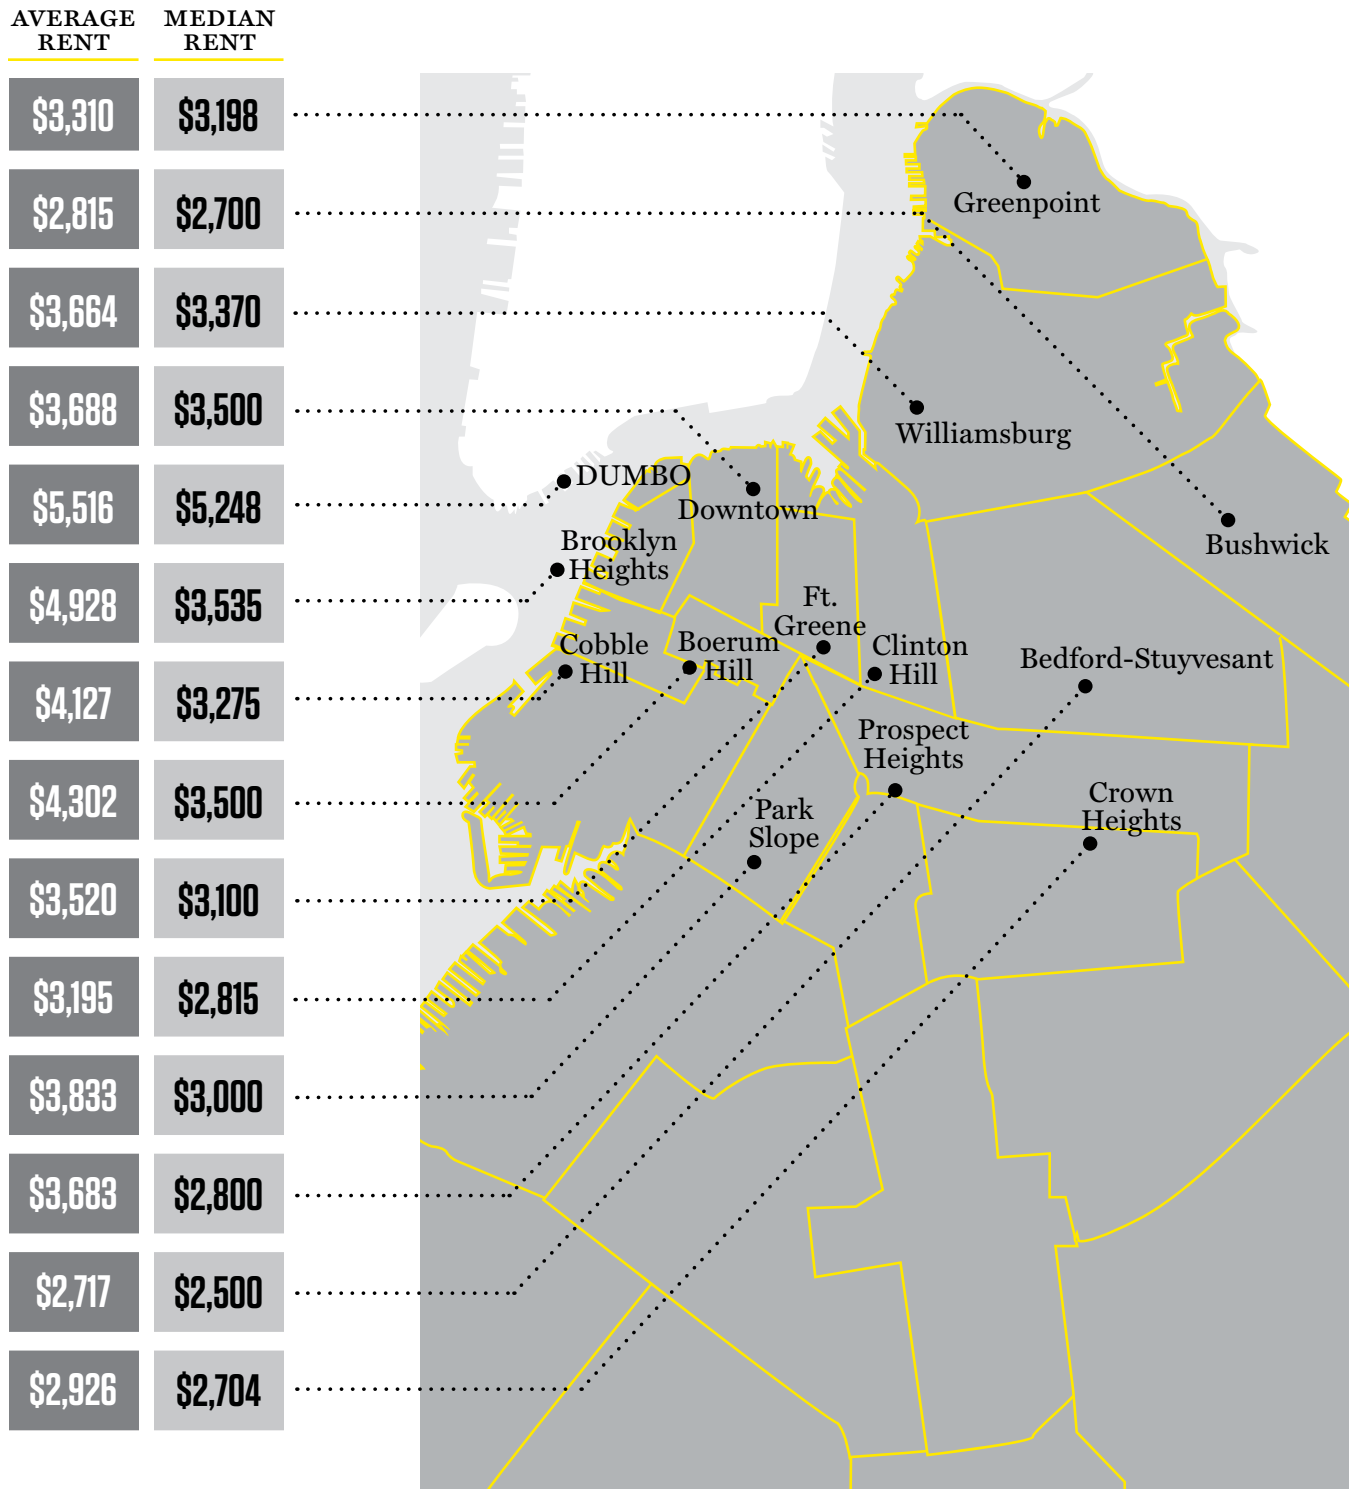 AVERAGE
RENT
MEDIAN
RENT
$3,310 $3,198
$2,815 $2,700
$3,664 $3,370
$3,688 $3,500
$5,516 $5,248
$4,928 $3,535
$4,127 $3,275
$4,302 $3,500
$3,520 $3,100
$3,195 $2,815
$3,833 $3,000
$3,683 $2,800
$2,717 $2,500
$2,926 $2,704
Greenpoint
Williamsburg
DUMBO
Downtown
Bushwick
Brooklyn
Heights
Ft.
Greene
Cobble
Hill
Boerum
Hill
Clinton
Hill
Bedford-Stuyvesant
Prospect
Heights
Park
Slope
Crown
Heights